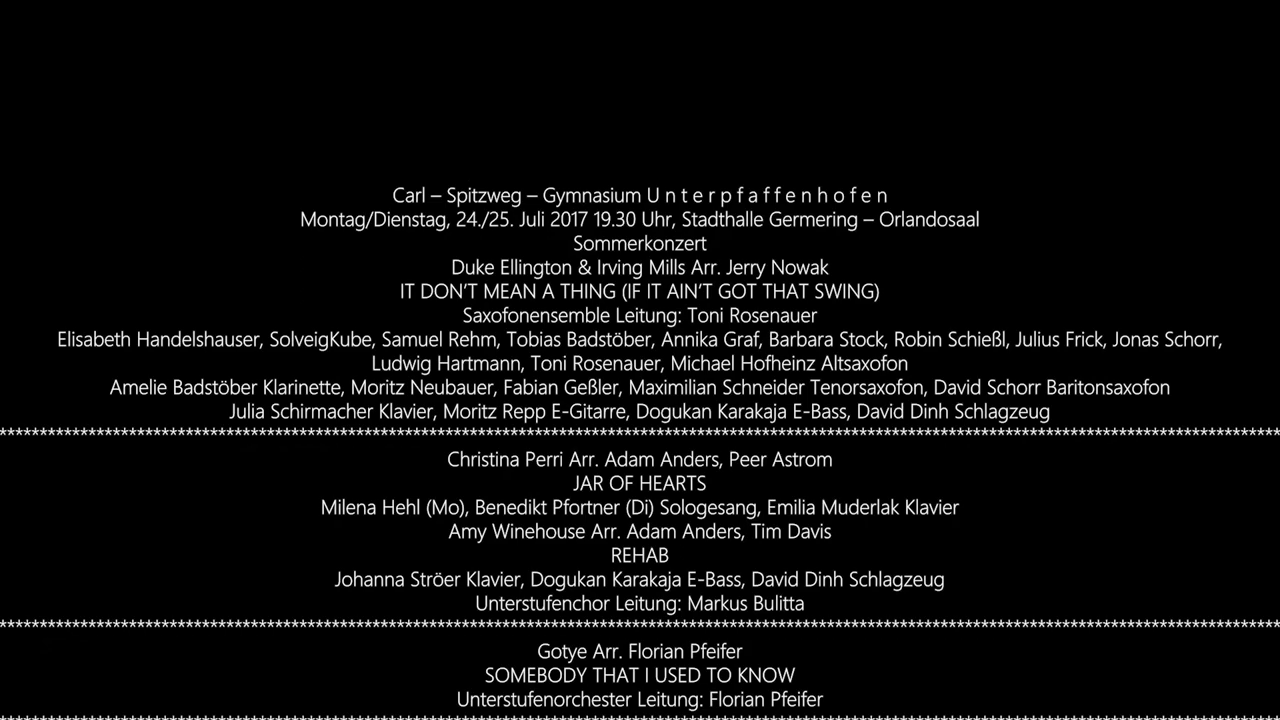 Carl – Spitzweg – Gymnasium U n t e r p f a f f e n h o f e n
Montag/Dienstag, 24./25. Juli 2017 19.30 Uhr, Stadthalle Germering – Orlandosaal
Sommerkonzert
Duke Ellington & Irving Mills Arr. Jerry Nowak
IT DON’T MEAN A THING (IF IT AIN’T GOT THAT SWING)
Saxofonensemble Leitung: Toni Rosenauer
Elisabeth Handelshauser, SolveigKube, Samuel Rehm, Tobias Badstöber, Annika Graf, Barbara Stock, Robin Schießl, Julius Frick, Jonas Schorr,
Ludwig Hartmann, Toni Rosenauer, Michael Hofheinz Altsaxofon
Amelie Badstöber Klarinette, Moritz Neubauer, Fabian Geßler, Maximilian Schneider Tenorsaxofon, David Schorr Baritonsaxofon
Julia Schirmacher Klavier, Moritz Repp E-Gitarre, Dogukan Karakaja E-Bass, David Dinh Schlagzeug
Christina Perri Arr. Adam Anders, Peer Astrom
JAR OF HEARTS
Milena Hehl (Mo), Benedikt Pfortner (Di) Sologesang, Emilia Muderlak Klavier
Amy Winehouse Arr. Adam Anders, Tim Davis
REHAB
Johanna Ströer Klavier, Dogukan Karakaja E-Bass, David Dinh Schlagzeug
Unterstufenchor Leitung: Markus Bulitta
Gotye Arr. Florian Pfeifer
SOMEBODY THAT I USED TO KNOW
Unterstufenorchester Leitung: Florian Pfeifer